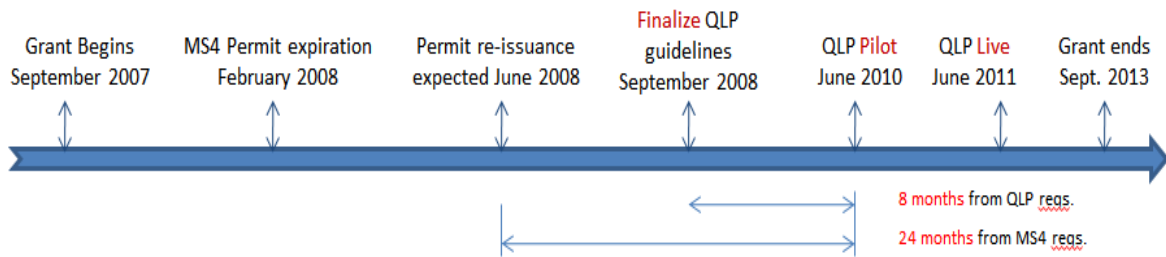 Grant Begins
September 2007
MS4 Permit expiration
February 2008
Permit re-issuance
expected June 2008
Finalize QLP
guidelines
September 2008
QLP Pilot
June 2010
QLP Live
June 2011
Grant ends
Sept. 2013
8 months from QLP reqs.
24 months from MS4 reqs.